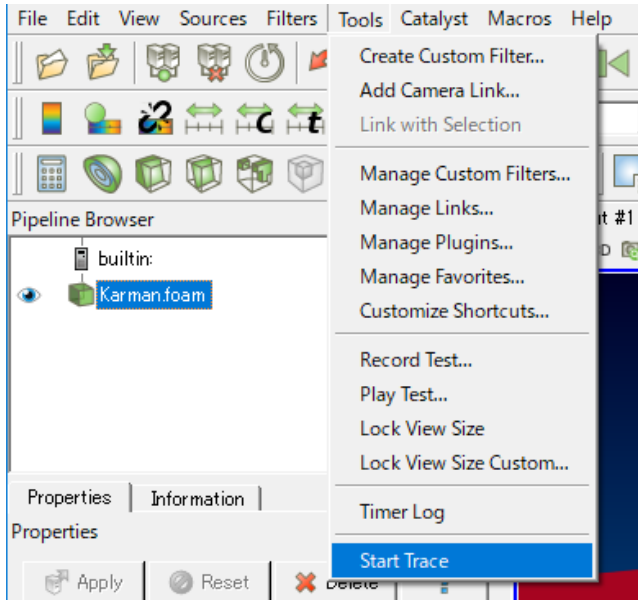 File Edit View Sources Filters Tools Catalyst Macros Help
Create Custom Filter...
Add Camera Link...
Link with Selection
Manage Custom Filters...
Manage Links...
Manage Plugins...
Manage Favorites...
Customize Shortcuts...
Record Test...
Play Test...
Lock View Size
Lock View Size Custom...
Timer Log
Start Trace
Pipeline Browser
builtin:
Karman.foam
Properties Information
Properties
Apply Reset Delete
#1